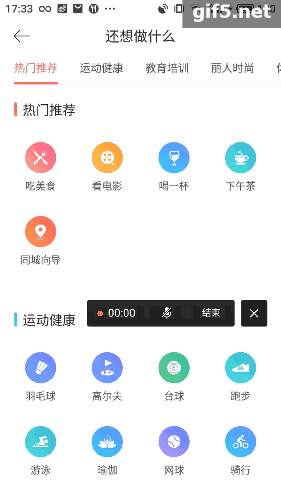 17:33
gif5.net
还想做什么
热门推荐 运动健康 教育培训 丽人时尚
热门推荐
吃美食 看电影 喝一杯 下午茶
同城向导
00:00 结束
运动健康
羽毛球 高尔夫 台球 跑步
游泳 瑜伽 网球 骑行